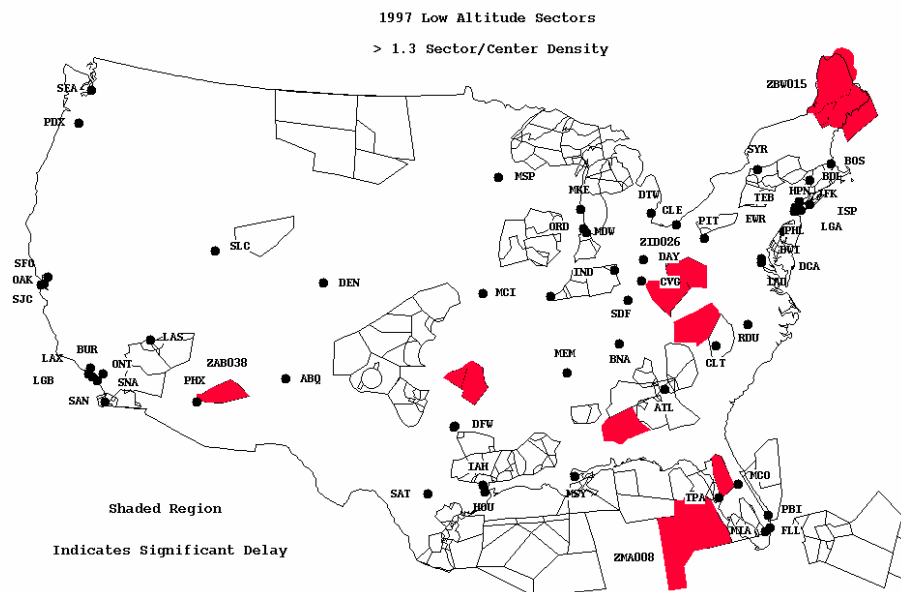 1997 Low Altitude Sectors
> 1.3 Sector/Center Density
SEA
ZBW015
PDX
SYR
BOS
MSP
BDL
MKE
DTW
HPN
JFK
TEB
CLE
ISP
PIT
EWR
ORD
MDW
PHL
LGA
SLC
ZID026
BWI
SFO
DAY
DCA
OAK
DEN
IND
CVG
IAD
SJC
MCI
SDF
LAS
RDU
BUR
MEM
BNA
CLT
LAX
ONT
ZAB038
LGB
SNA
PHX
ABQ
SAN
ATL
DFW
IAH
MCO
SAT
MSY
TPA
HOU
Shaded Region
PBI
MIA
FLL
Indicates Significant Delay
ZMA008